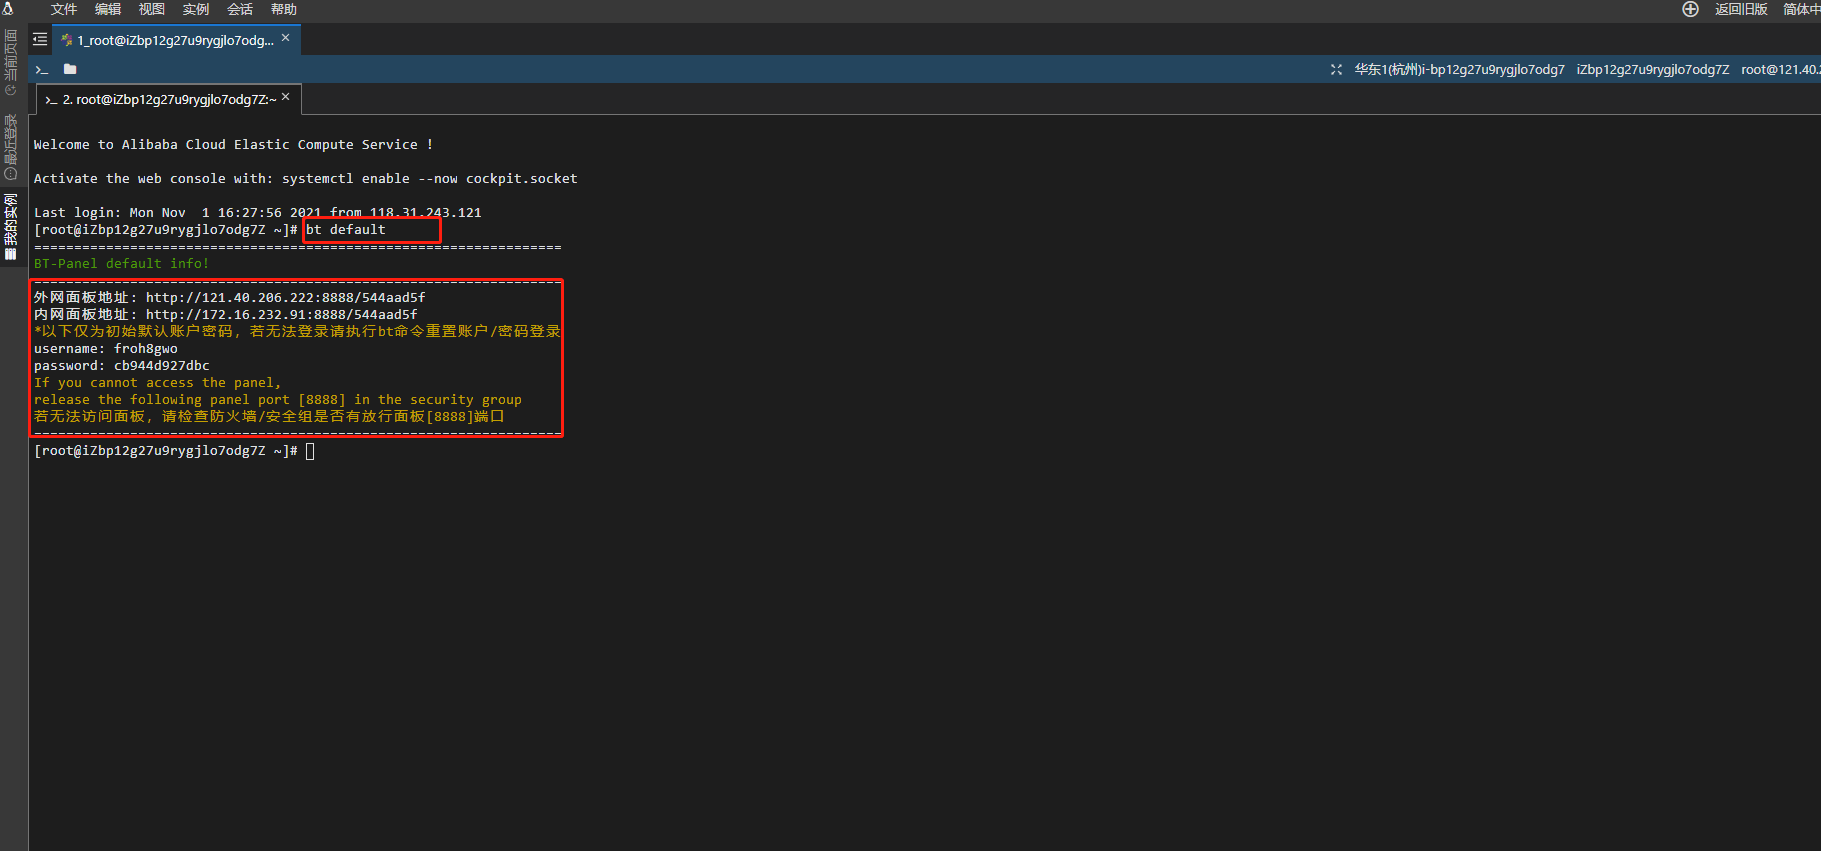 文件 编辑 视图 实例 会话 帮助 返回旧版 简体中
1_root@iZbp12g27u9rygjlo7odg...
华东1(杭州)i-bp12g27u9rygjlo7odg7 iZbp12g27u9rygjlo7odg7Z root@121.40.2
2. root@iZbp12g27u9rygjlo7odg7Z:~
当前页面
最近登录
我的实例
Welcome to Alibaba Cloud Elastic Compute Service !
Activate the web console with: systemctl enable --now cockpit.socket
Last login: Mon Nov  1 16:27:56 2021 from 118.31.243.121
[root@iZbp12g27u9rygjlo7odg7Z ~]# bt default
==================================================================
BT-Panel default info!
==================================================================
外网面板地址: http://121.40.206.222:8888/544aad5f
内网面板地址: http://172.16.232.91:8888/544aad5f
*以下仅为初始默认账户密码，若无法登录请执行bt命令重置账户/密码登录
username: froh8gwo
password: cb944d927dbc
If you cannot access the panel,
release the following panel port [8888] in the security group
若无法访问面板，请检查防火墙/安全组是否有放行面板[8888]端口
==================================================================
[root@iZbp12g27u9rygjlo7odg7Z ~]#